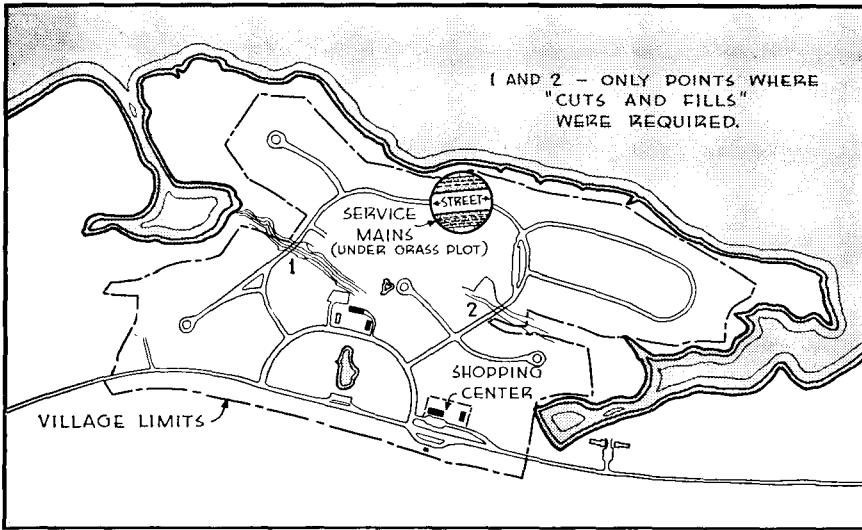 1 AND 2 - ONLY POINTS WHERE
"CUTS AND FILLS"
WERE REQUIRED.
STREET
SERVICE
MAINS
(UNDER GRASS PLOT)
1
2
SHOPPING
CENTER
VILLAGE LIMITS